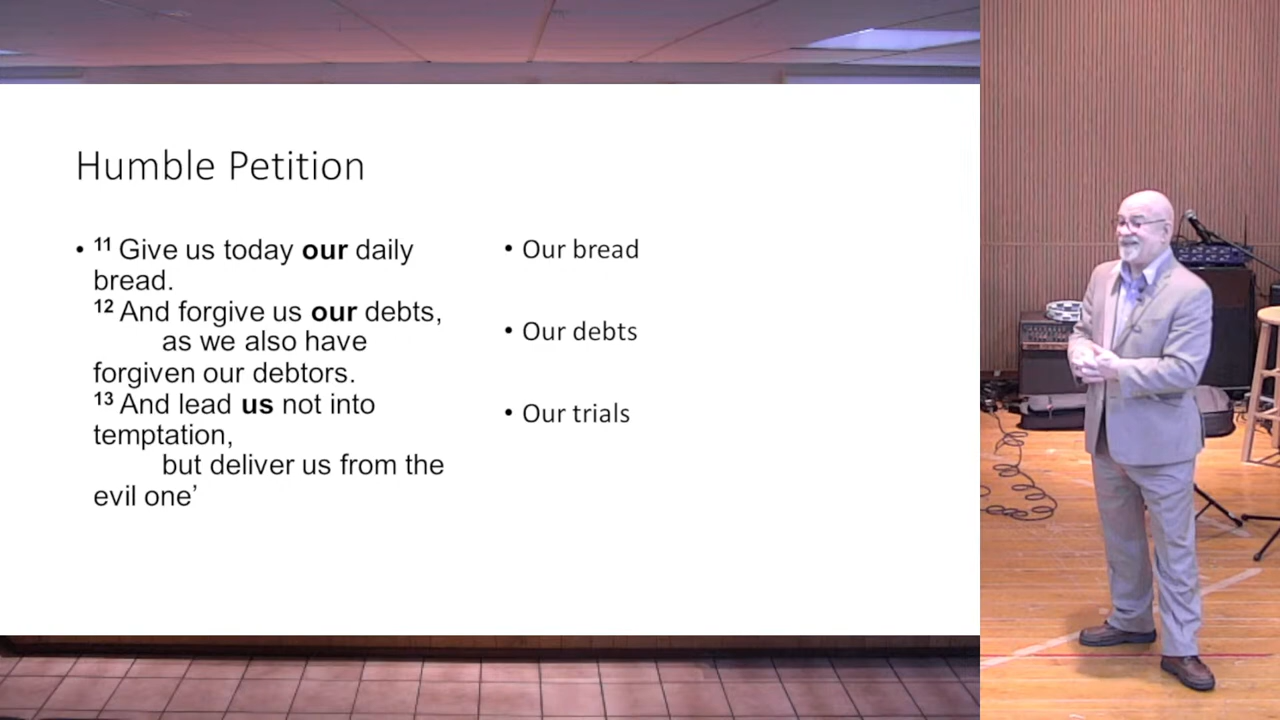 Humble Petition
• ¹¹ Give us today our daily
bread.
¹² And forgive us our debts,
as we also have
forgiven our debtors.
¹³ And lead us not into
temptation,
but deliver us from the
evil one’
• Our bread
• Our debts
• Our trials